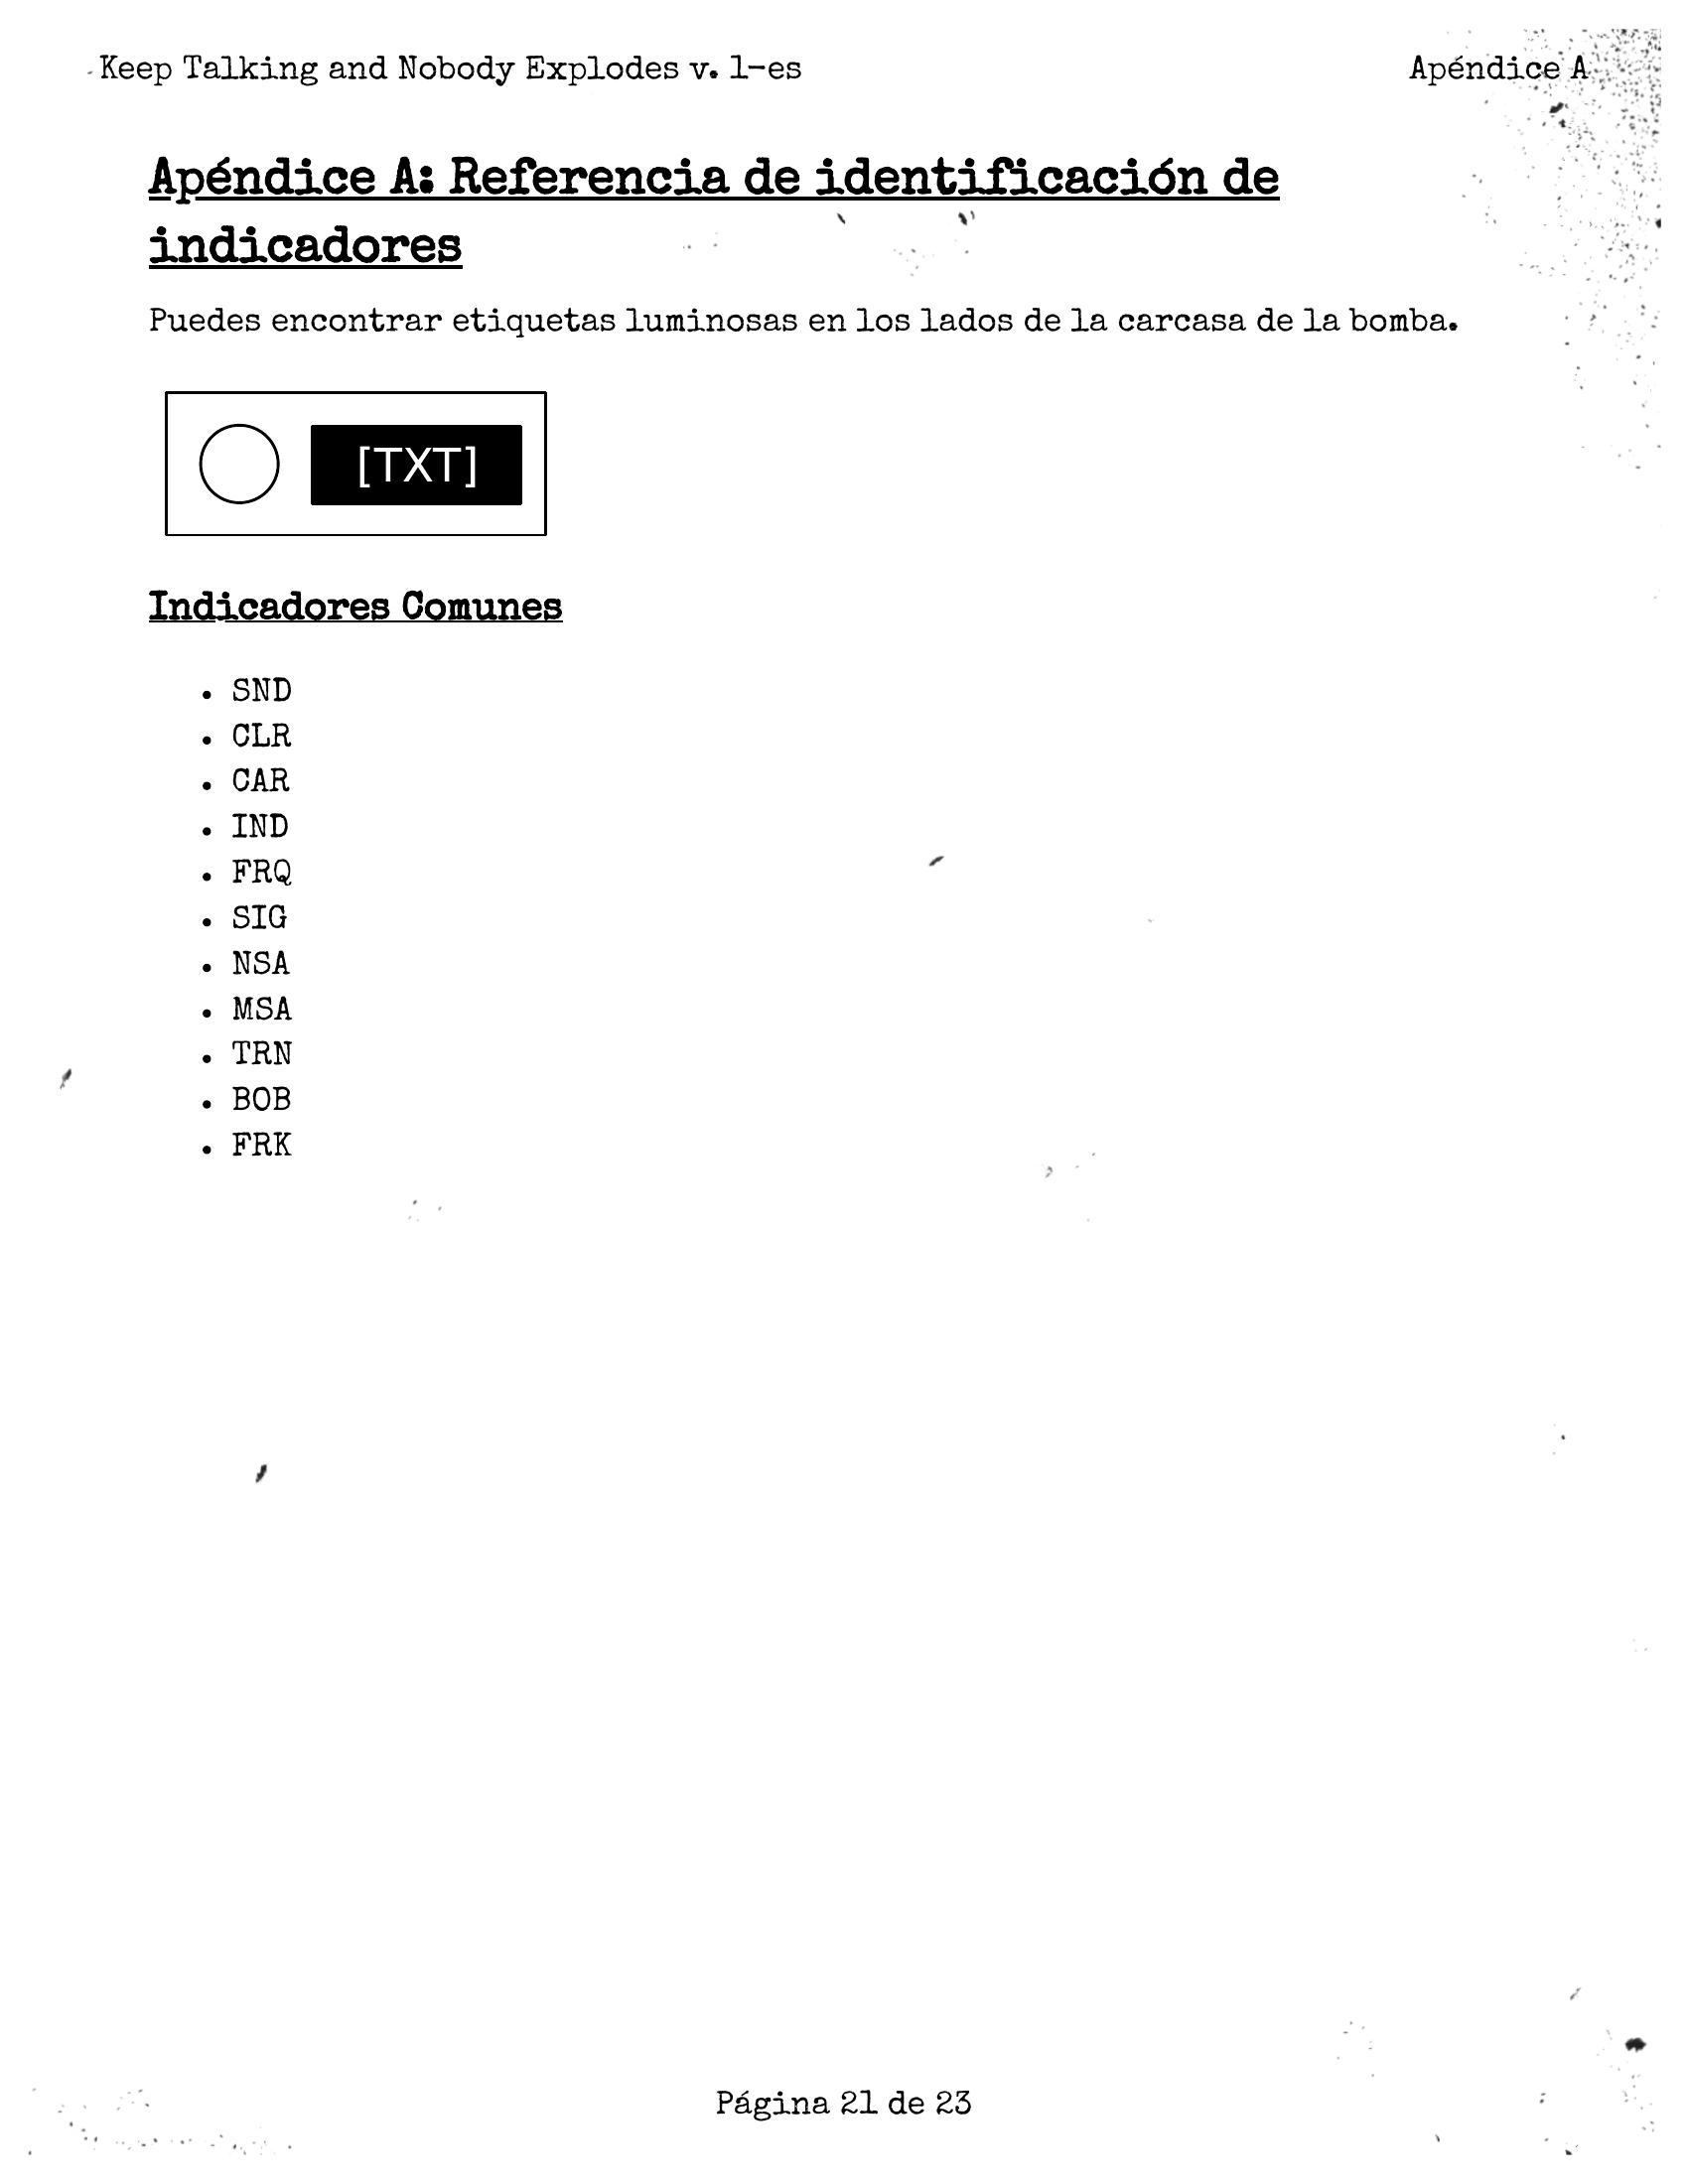 Keep Talking and Nobody Explodes v. 1-es
Apéndice A
Apéndice A: Referencia de identificación de
indicadores
Puedes encontrar etiquetas luminosas en los lados de la carcasa de la bomba.
[TXT]
Indicadores Comunes
• SND
• CLR
• CAR
• IND
• FRQ
• SIG
• NSA
• MSA
• TRN
• BOB
• FRK
Página 21 de 23